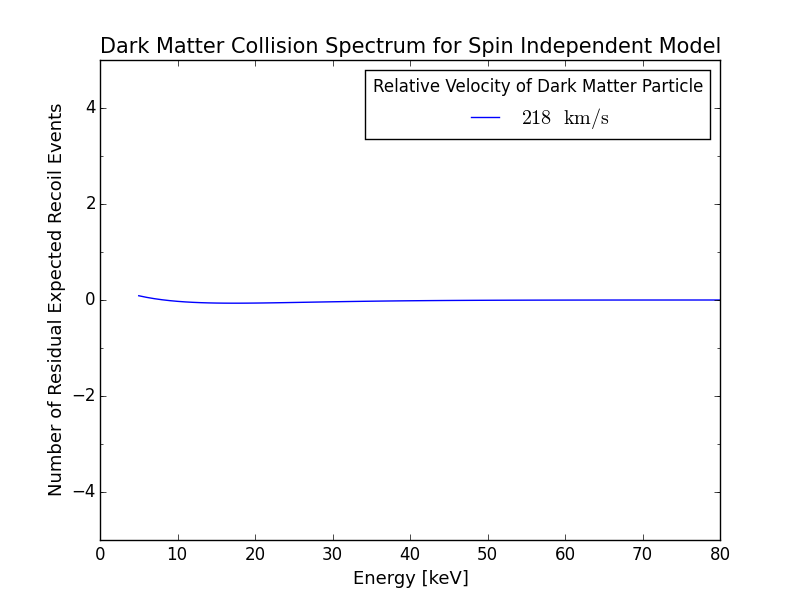 Dark Matter Collision Spectrum for Spin Independent Model
Relative Velocity of Dark Matter Particle
218 km/s
Number of Residual Expected Recoil Events
4
2
0
−2
−4
0 10 20 30 40 50 60 70 80
Energy [keV]